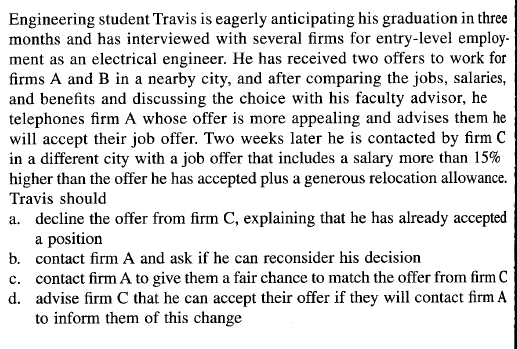 Engineering student Travis is eagerly anticipating his graduation in three
months and has interviewed with several firms for entry-level employ-
ment as an electrical engineer. He has received two offers to work for
firms A and B in a nearby city, and after comparing the jobs, salaries,
and benefits and discussing the choice with his faculty advisor, he
telephones firm A whose offer is more appealing and advises them he
will accept their job offer. Two weeks later he is contacted by firm C
in a different city with a job offer that includes a salary more than 15%
higher than the offer he has accepted plus a generous relocation allowance.
Travis should
a. decline the offer from firm C, explaining that he has already accepted
a position
b. contact firm A and ask if he can reconsider his decision
c. contact firm A to give them a fair chance to match the offer from firm C
d. advise firm C that he can accept their offer if they will contact firm A
to inform them of this change